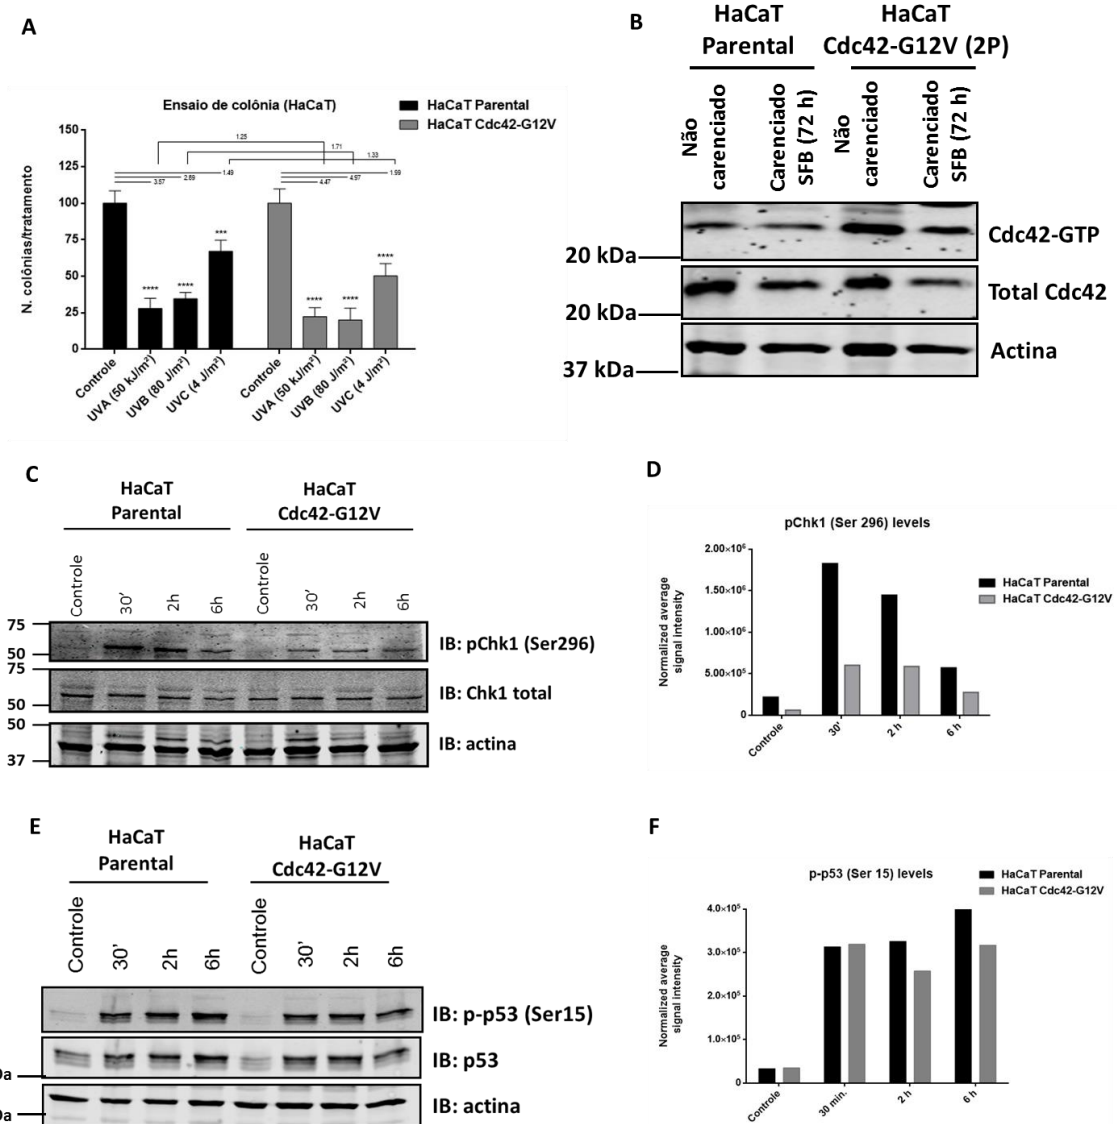 A
Ensaio de colônia (HaCaT)
HaCaT Parental
HaCaT Cdc42-G12V
N. colônias/tratamento
150
125
100
75
50
25
0
1.25
1.71
1.33
1.49
2.89
3.57
1.99
4.97
4.47
****
****
***
****
****
****
Controle
UVA (50 kJ/m²)
UVB (80 J/m²)
UVC (4 J/m²)
Controle
UVA (50 kJ/m²)
UVB (80 J/m²)
UVC (4 J/m²)
B
HaCaT
Parental
HaCaT
Cdc42-G12V (2P)
Não
carenciado
Carenciado
SFB (72 h)
Não
carenciado
Carenciado
SFB (72 h)
Cdc42-GTP
20 kDa
Total Cdc42
20 kDa
Actina
37 kDa
C
HaCaT
Parental
HaCaT
Cdc42-G12V
Controle
30'
2h
6h
Controle
30'
2h
6h
75
50
IB: pChk1 (Ser296)
75
50
IB: Chk1 total
50
37
IB: actina
D
pChk1 (Ser 296) levels
HaCaT Parental
HaCaT Cdc42-G12V
Normalized average
signal intensity
2.00×10⁶
1.50×10⁶
1.00×10⁶
5.00×10⁵
0
Controle
30'
2 h
6 h
E
HaCaT
Parental
HaCaT
Cdc42-G12V
Controle
30'
2h
6h
Controle
30'
2h
6h
IB: p-p53 (Ser15)
IB: p53
Da
IB: actina
Da
F
p-p53 (Ser 15) levels
HaCaT Parental
HaCaT Cdc42-G12V
Normalized average
signal intensity
4.0×10⁵
3.0×10⁵
2.0×10⁵
1.0×10⁵
0
Controle
30 min.
2 h
6 h